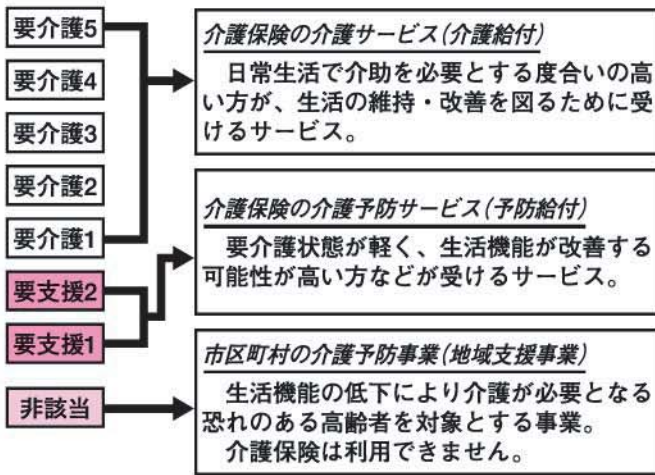 要介護5
要介護4
要介護3
要介護2
要介護1
要支援2
要支援1
非該当
介護保険の介護サービス(介護給付)
日常生活で介助を必要とする度合いの高
い方が、生活の維持・改善を図るために受
けるサービス。
介護保険の介護予防サービス(予防給付)
要介護状態が軽く、生活機能が改善する
可能性が高い方などが受けるサービス。
市区町村の介護予防事業(地域支援事業)
生活機能の低下により介護が必要となる
恐れのある高齢者を対象とする事業。
介護保険は利用できません。